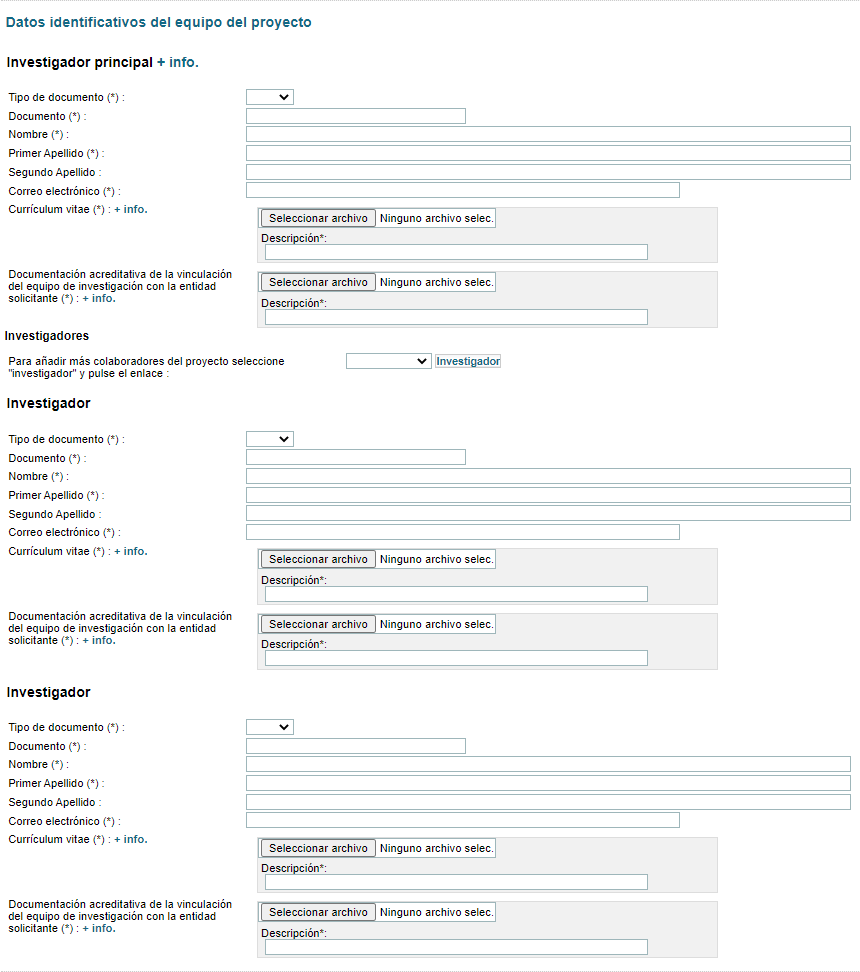 Datos identificativos del equipo del proyecto
Investigador principal + info.
Tipo de documento (*) :
Documento (*) :
Nombre (*) :
Primer Apellido (*) :
Segundo Apellido :
Correo electrónico (*) :
Currículum vitae (*) : + info.
Seleccionar archivo Ninguno archivo selec.
Descripción*:
Documentación acreditativa de la vinculación
del equipo de investigación con la entidad
solicitante (*) : + info.
Seleccionar archivo Ninguno archivo selec.
Descripción*:
Investigadores
Para añadir más colaboradores del proyecto seleccione
"investigador" y pulse el enlace :
Investigador
Investigador
Tipo de documento (*) :
Documento (*) :
Nombre (*) :
Primer Apellido (*) :
Segundo Apellido :
Correo electrónico (*) :
Currículum vitae (*) : + info.
Seleccionar archivo Ninguno archivo selec.
Descripción*:
Documentación acreditativa de la vinculación
del equipo de investigación con la entidad
solicitante (*) : + info.
Seleccionar archivo Ninguno archivo selec.
Descripción*:
Investigador
Tipo de documento (*) :
Documento (*) :
Nombre (*) :
Primer Apellido (*) :
Segundo Apellido :
Correo electrónico (*) :
Currículum vitae (*) : + info.
Seleccionar archivo Ninguno archivo selec.
Descripción*:
Documentación acreditativa de la vinculación
del equipo de investigación con la entidad
solicitante (*) : + info.
Seleccionar archivo Ninguno archivo selec.
Descripción*: